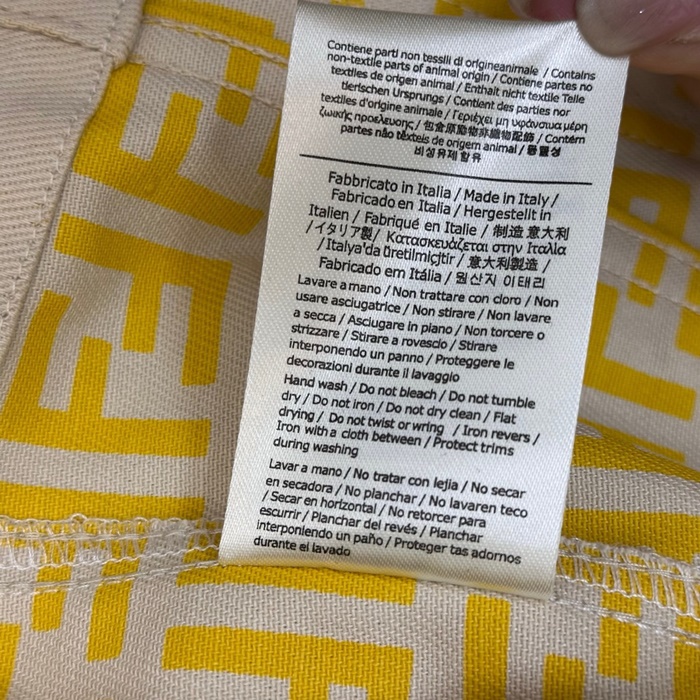 Contiene parti non tessili di origineanimale / Contains
non-textile parts of animal origin / Contiene partes no
textiles de origen animal / Enthält nicht textile Teile
tierischen Ursprungs / Contient des parties non
textiles d'origine animale / Περιέχει μη υφάνσιμα μέρη
ζωικής προέλευσης / 包含原動物非織物配飾 / Contém
partes não têxteis de origem animal / 동물성
비섬유제 함유
Fabbricato in Italia / Made in Italy /
Fabricado en Italia / Hergestellt in
Italien / Fabriqué en Italie / 制造 意大利
/イタリア製/ Κατασκευάζεται στην Ιταλία
/ Italya'da üretilmiştir / 意大利製造 /
Fabricado em Itália / 원산지 이태리
Lavare a mano / Non trattare con cloro / Non
usare asciugatrice / Non stirare / Non lavare
a secco / Asciugare in piano / Non torcere o
strizzare / Stirare a rovescio / Stirare
interponendo un panno / Proteggere le
decorazioni durante il lavaggio
Hand wash / Do not bleach / Do not tumble
dry / Do not iron / Do not dry clean / Flat
drying / Do not twist or wring / Iron revers /
Iron with a cloth between / Protect trims
during washing
Lavar a mano / No tratar con lejia / No secar
en secadora / No planchar / No lavar en seco
/ Secar en horizontal / No retorcer para
escurrir / Planchar del revés / Planchar
interponiendo un paño / Proteger las adornos
durante el lavado